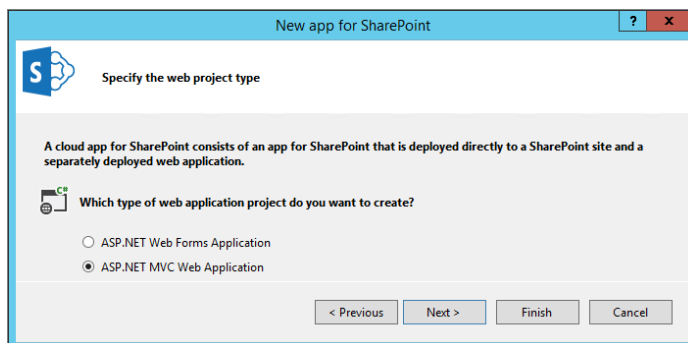 New app for SharePoint
? x
S
Specify the web project type
A cloud app for SharePoint consists of an app for SharePoint that is deployed directly to a SharePoint site and a
separately deployed web application.
C#
Which type of web application project do you want to create?
ASP.NET Web Forms Application
ASP.NET MVC Web Application
< Previous Next > Finish Cancel